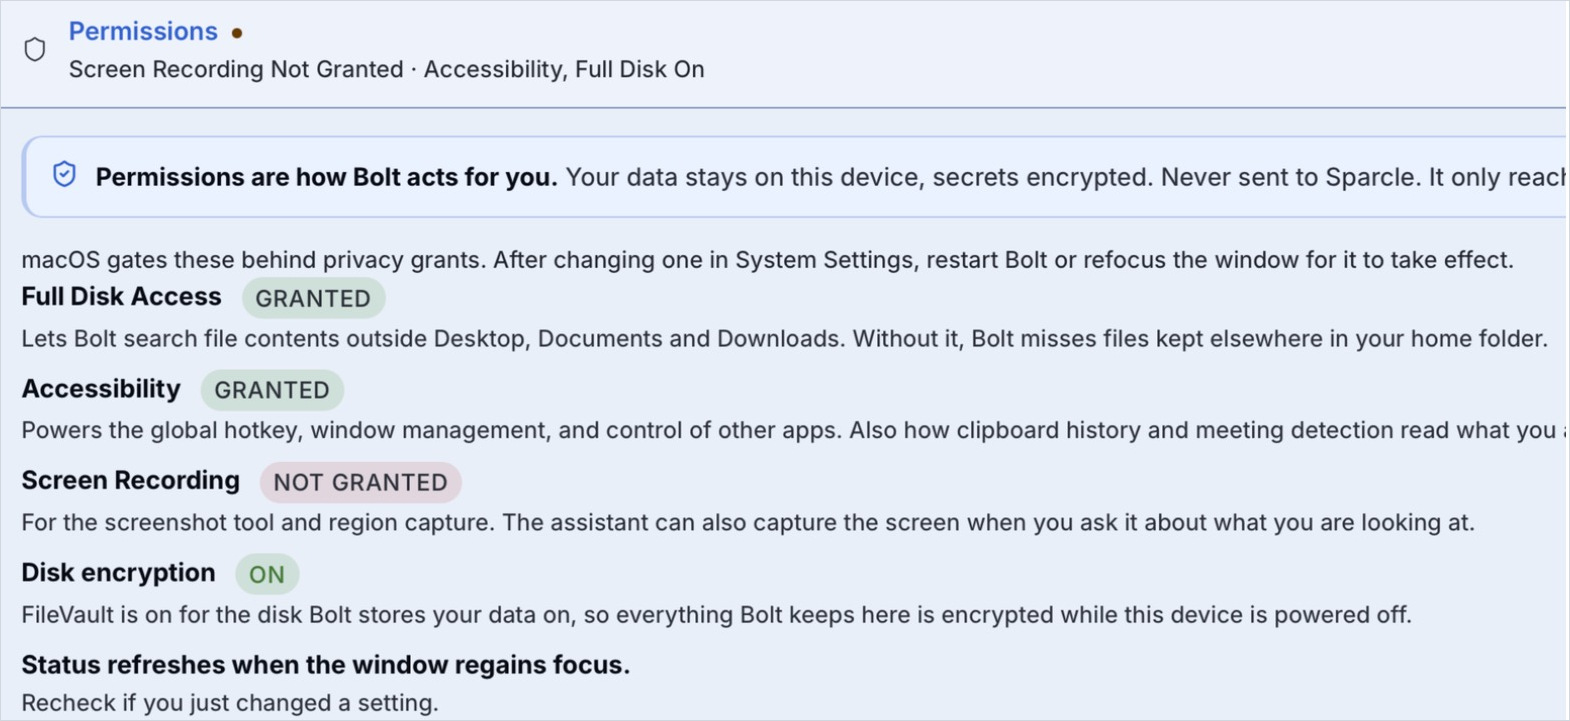 Permissions
Screen Recording Not Granted · Accessibility, Full Disk On
Permissions are how Bolt acts for you. Your data stays on this device, secrets encrypted. Never sent to Sparcle. It only reach
macOS gates these behind privacy grants. After changing one in System Settings, restart Bolt or refocus the window for it to take effect.
Full Disk Access GRANTED
Lets Bolt search file contents outside Desktop, Documents and Downloads. Without it, Bolt misses files kept elsewhere in your home folder.
Accessibility GRANTED
Powers the global hotkey, window management, and control of other apps. Also how clipboard history and meeting detection read what you
Screen Recording NOT GRANTED
For the screenshot tool and region capture. The assistant can also capture the screen when you ask it about what you are looking at.
Disk encryption ON
FileVault is on for the disk Bolt stores your data on, so everything Bolt keeps here is encrypted while this device is powered off.
Status refreshes when the window regains focus.
Recheck if you just changed a setting.